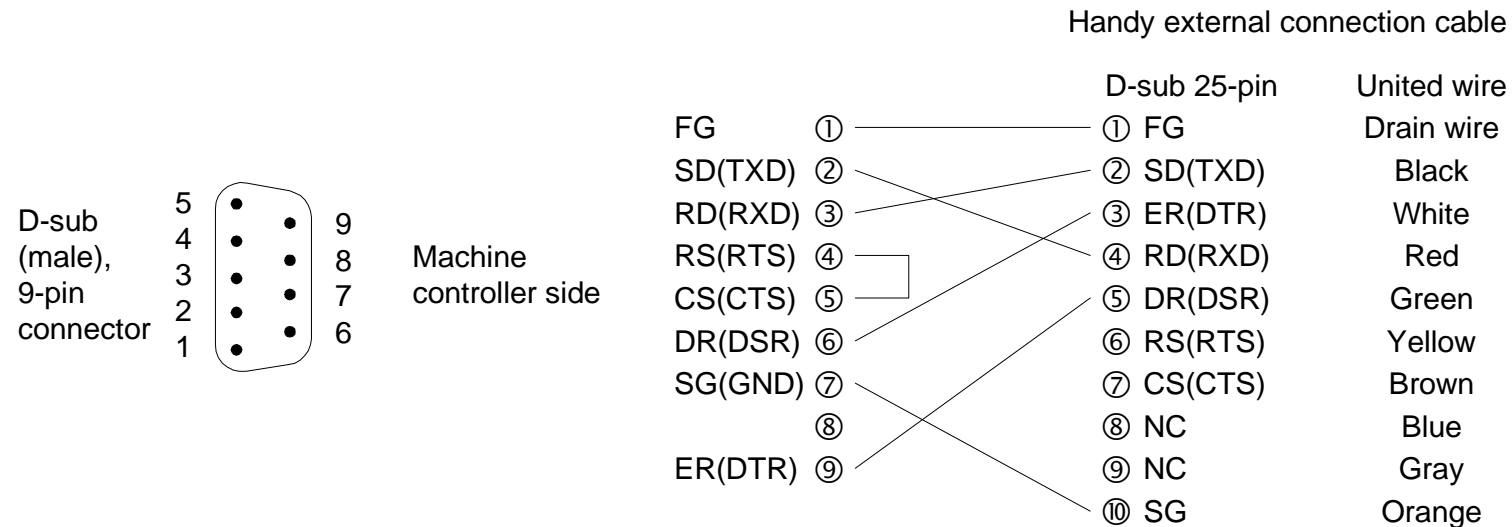 Handy external connection cable
D-sub 25-pin United wire
FG ① ① FG Drain wire
SD(TXD) ② ② SD(TXD) Black
RD(RXD) ③ ③ ER(DTR) White
RS(RTS) ④ ④ RD(RXD) Red
CS(CTS) ⑤ ⑤ DR(DSR) Green
DR(DSR) ⑥ ⑥ RS(RTS) Yellow
SG(GND) ⑦ ⑦ CS(CTS) Brown
⑧ ⑧ NC Blue
ER(DTR) ⑨ ⑨ NC Gray
⑩ SG Orange
D-sub
(male),
9-pin
connector
5
4
3
2
1
9
8
7
6
Machine
controller side